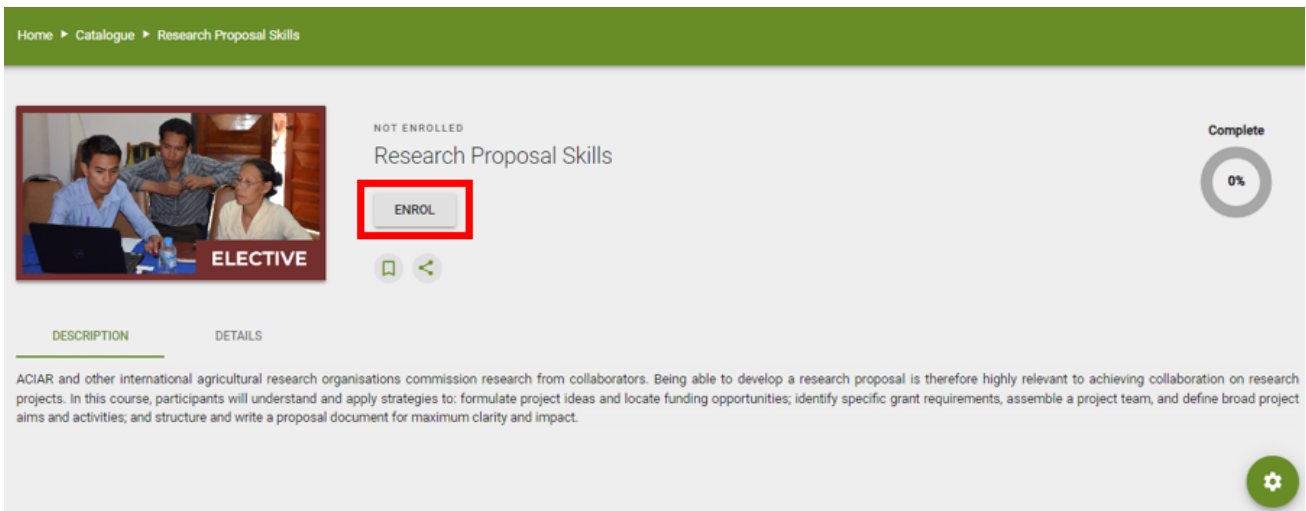 Home ► Catalogue ► Research Proposal Skills
ELECTIVE
NOT ENROLLED
Research Proposal Skills
ENROL
Complete
0%
DESCRIPTION DETAILS
ACIAR and other international agricultural research organisations commission research from collaborators. Being able to develop a research proposal is therefore highly relevant to achieving collaboration on research
projects. In this course, participants will understand and apply strategies to: formulate project ideas and locate funding opportunities; identify specific grant requirements, assemble a project team, and define broad project
aims and activities; and structure and write a proposal document for maximum clarity and impact.